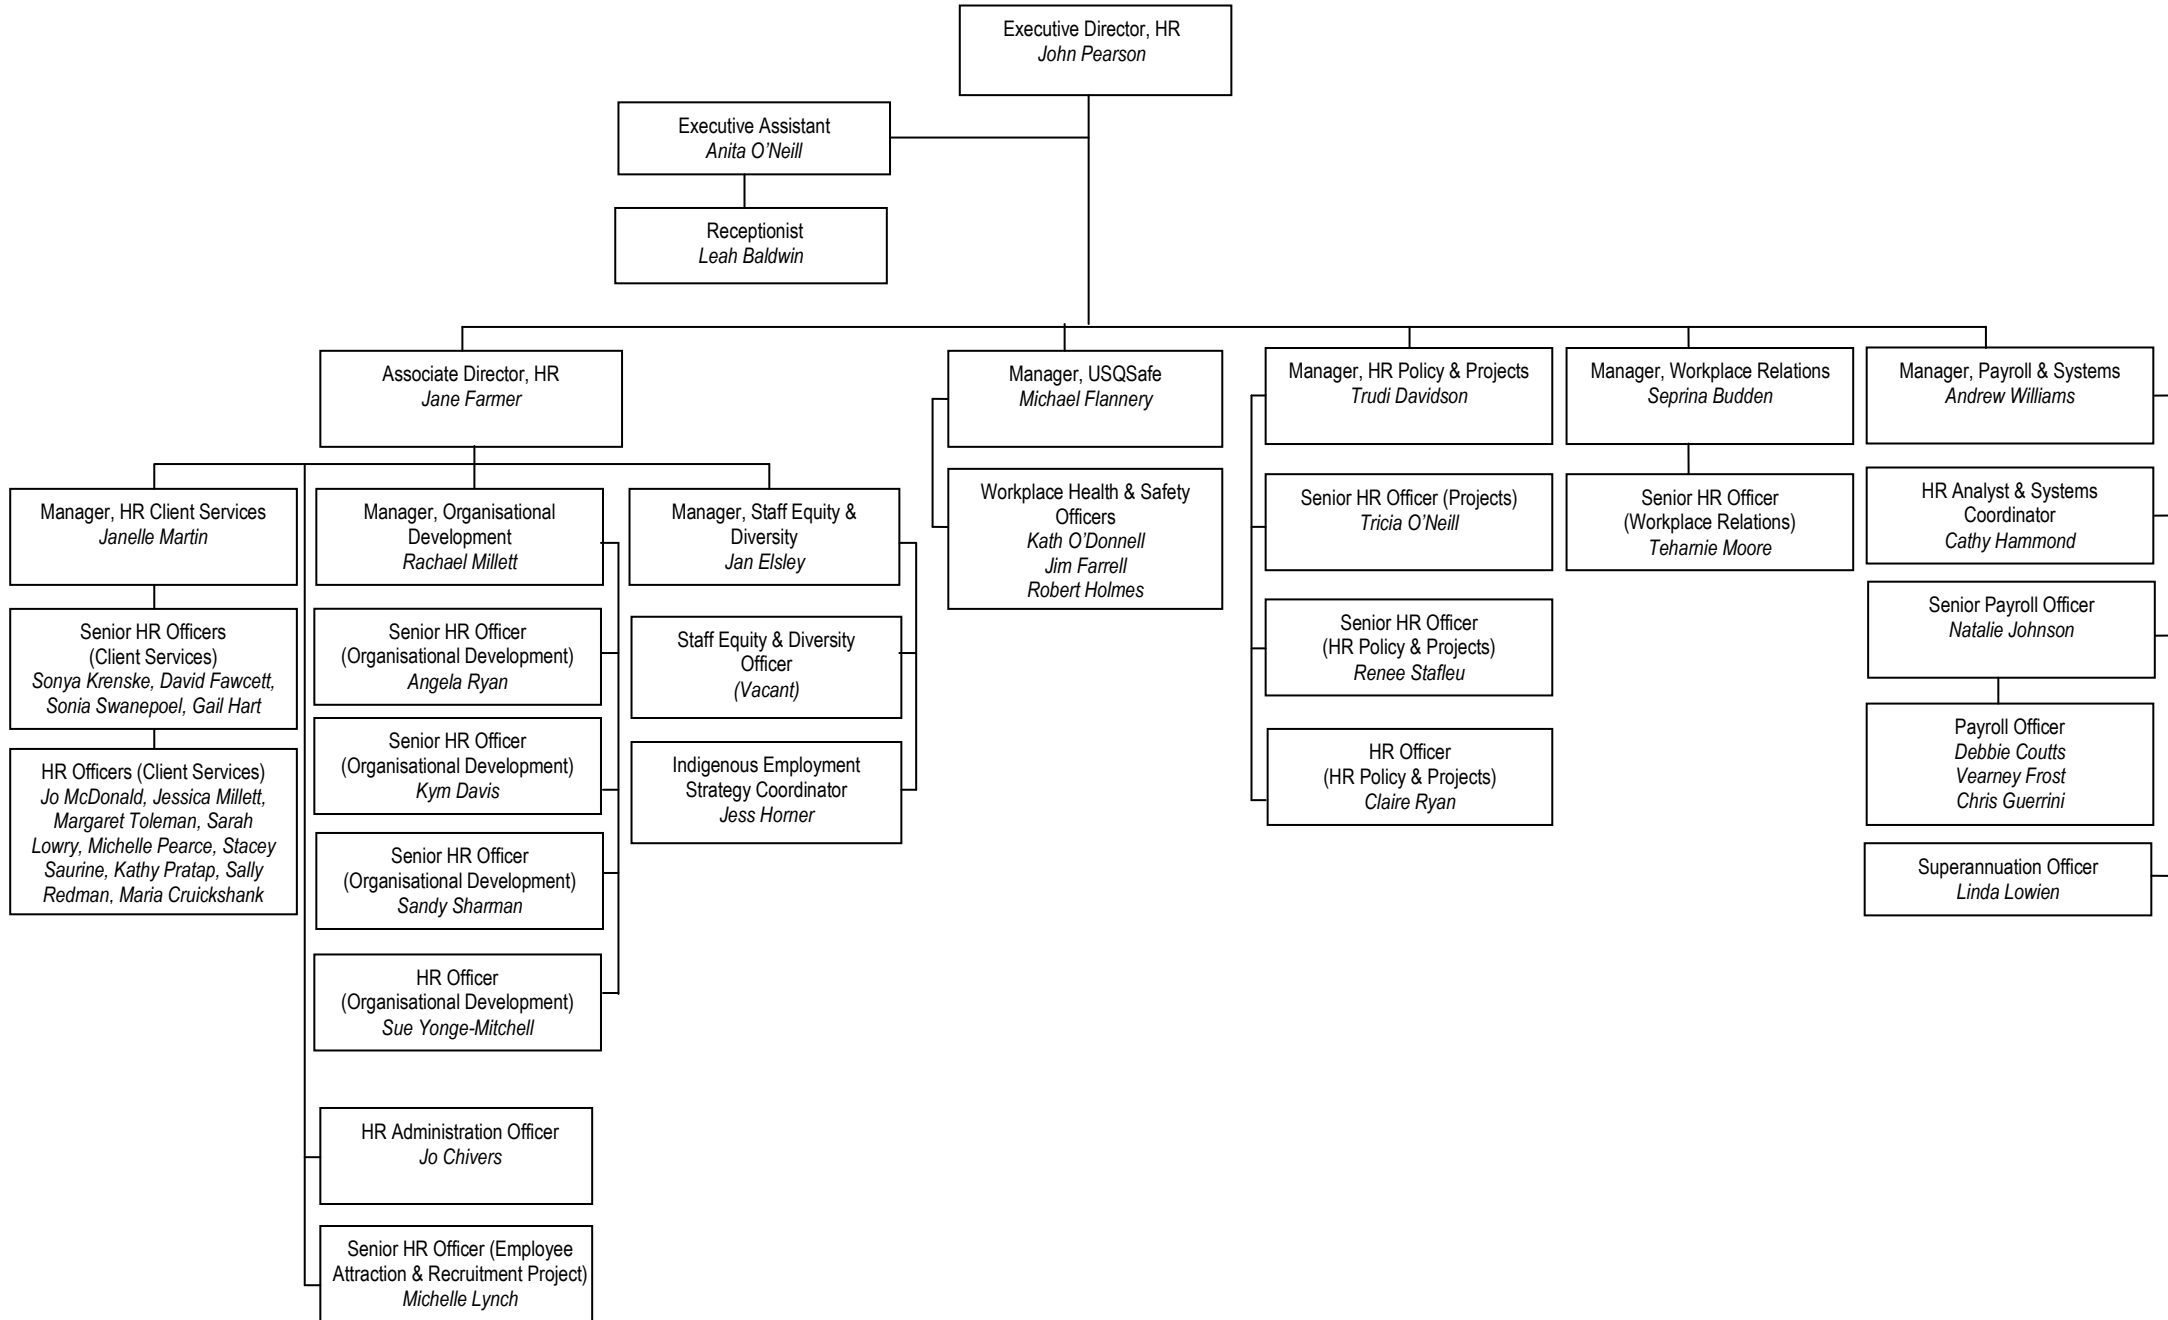 Executive Director, HR
John Pearson
Executive Assistant
Anita O’Neill
Receptionist
Leah Baldwin
Associate Director, HR
Jane Farmer
Manager, USQSafe
Michael Flannery
Manager, HR Policy & Projects
Trudi Davidson
Manager, Workplace Relations
Seprina Budden
Manager, Payroll & Systems
Andrew Williams
Manager, HR Client Services
Janelle Martin
Senior HR Officers
(Client Services)
Sonya Krenske, David Fawcett,
Sonia Swanepoel, Gail Hart
HR Officers (Client Services)
Jo McDonald, Jessica Millett,
Margaret Toleman, Sarah
Lowry, Michelle Pearce, Stacey
Saurine, Kathy Pratap, Sally
Redman, Maria Cruickshank
Manager, Organisational
Development
Rachael Millett
Senior HR Officer
(Organisational Development)
Angela Ryan
Senior HR Officer
(Organisational Development)
Kym Davis
Senior HR Officer
(Organisational Development)
Sandy Sharman
HR Officer
(Organisational Development)
Sue Yonge-Mitchell
HR Administration Officer
Jo Chivers
Senior HR Officer (Employee
Attraction & Recruitment Project)
Michelle Lynch
Manager, Staff Equity &
Diversity
Jan Elsley
Staff Equity & Diversity
Officer
(Vacant)
Indigenous Employment
Strategy Coordinator
Jess Horner
Workplace Health & Safety
Officers
Kath O’Donnell
Jim Farrell
Robert Holmes
Senior HR Officer (Projects)
Tricia O’Neill
Senior HR Officer
(HR Policy & Projects)
Renee Stafleu
HR Officer
(HR Policy & Projects)
Claire Ryan
Senior HR Officer
(Workplace Relations)
Teharnie Moore
HR Analyst & Systems
Coordinator
Cathy Hammond
Senior Payroll Officer
Natalie Johnson
Payroll Officer
Debbie Coutts
Vearney Frost
Chris Guerrini
Superannuation Officer
Linda Lowien